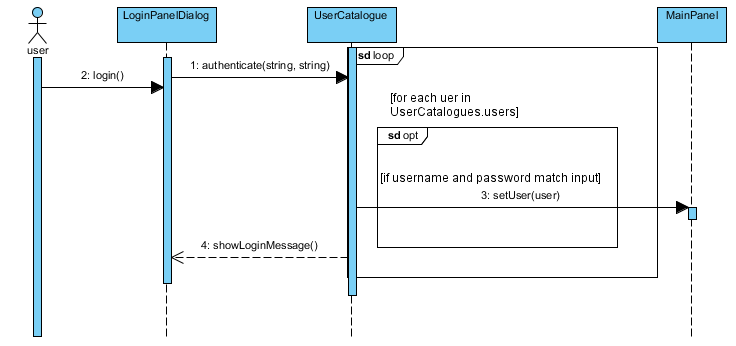 LoginPanelDialog
UserCatalogue
MainPanel
user
sd loop
1: authenticate(string, string)
2: login()
[for each uer in
UserCatalogues.users]
sd opt
[if username and password match input]
3: setUser(user)
4: showLoginMessage()